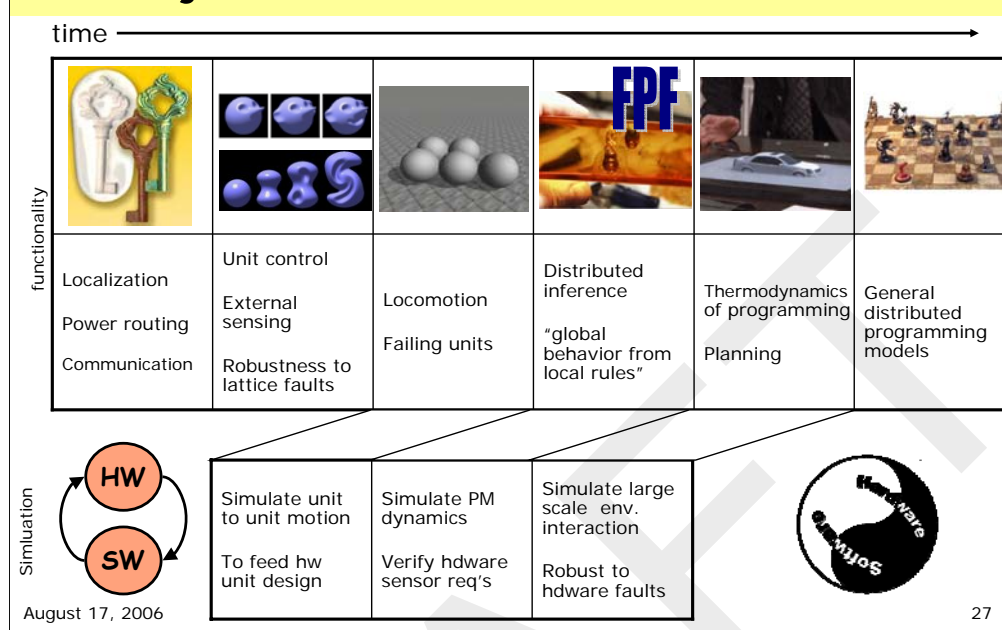 time
functionality
FPF
Localization
Power routing
Communication
Unit control
External
sensing
Robustness to
lattice faults
Locomotion
Failing units
Distributed
inference
"global
behavior from
local rules"
Thermodynamics
of programming
Planning
General
distributed
programming
models
Simluation
HW
SW
Simulate unit
to unit motion
To feed hw
unit design
Simulate PM
dynamics
Verify hdware
sensor req's
Simulate large
scale env.
interaction
Robust to
hdware faults
Hardware
Software
August 17, 2006
27